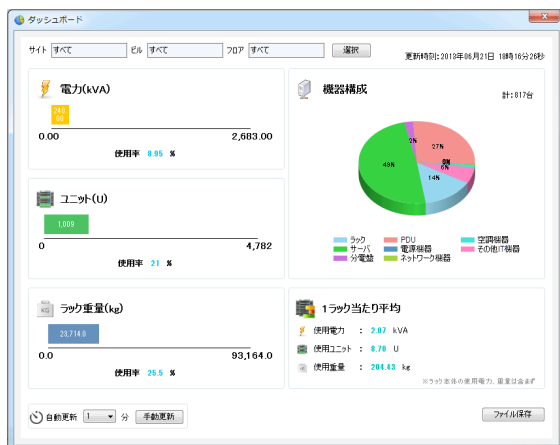 ダッシュボード
サイト すべて ビル すべて フロア すべて 選択
更新時刻:2013年06月21日 18時16分26秒
電力(kVA)
240.
00
0.00 2,683.00
使用率 8.95 %
ユニット(U)
1,009
0 4,782
使用率 21 %
ラック重量(kg)
23,714.0
0.0 93,164.0
使用率 25.5 %
自動更新 1 分 手動更新
機器構成
計:817台
2%
27%
49%
6%
14%
ラック PDU 空調機器
サーバ 電源機器 その他IT機器
分電盤 ネットワーク機器
1ラック当たり平均
使用電力 : 2.07 kVA
使用ユニット : 8.70 U
使用重量 : 204.43 kg
※ラック本体の使用電力、重量は含まず
ファイル保存